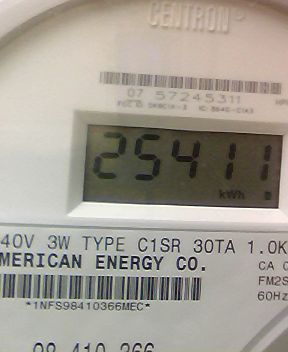 CENTRON
07 57245311
25411
kWh
40V 3W TYPE C1SR 30TA 1.0K
MERICAN ENERGY CO.
CA 0
FM2S
60Hz
*1NFS98410366MEC*
98 410 366